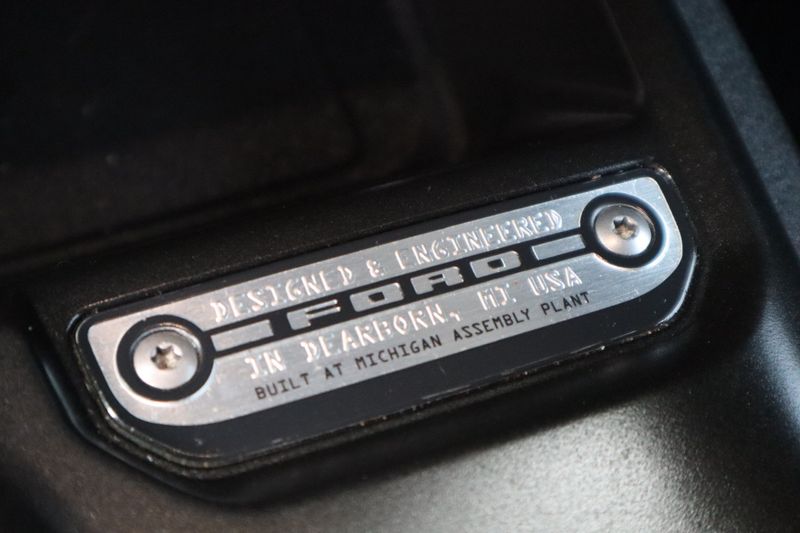 DESIGNED & ENGINEERED
FORD
IN DEARBORN, MI USA
BUILT AT MICHIGAN ASSEMBLY PLANT